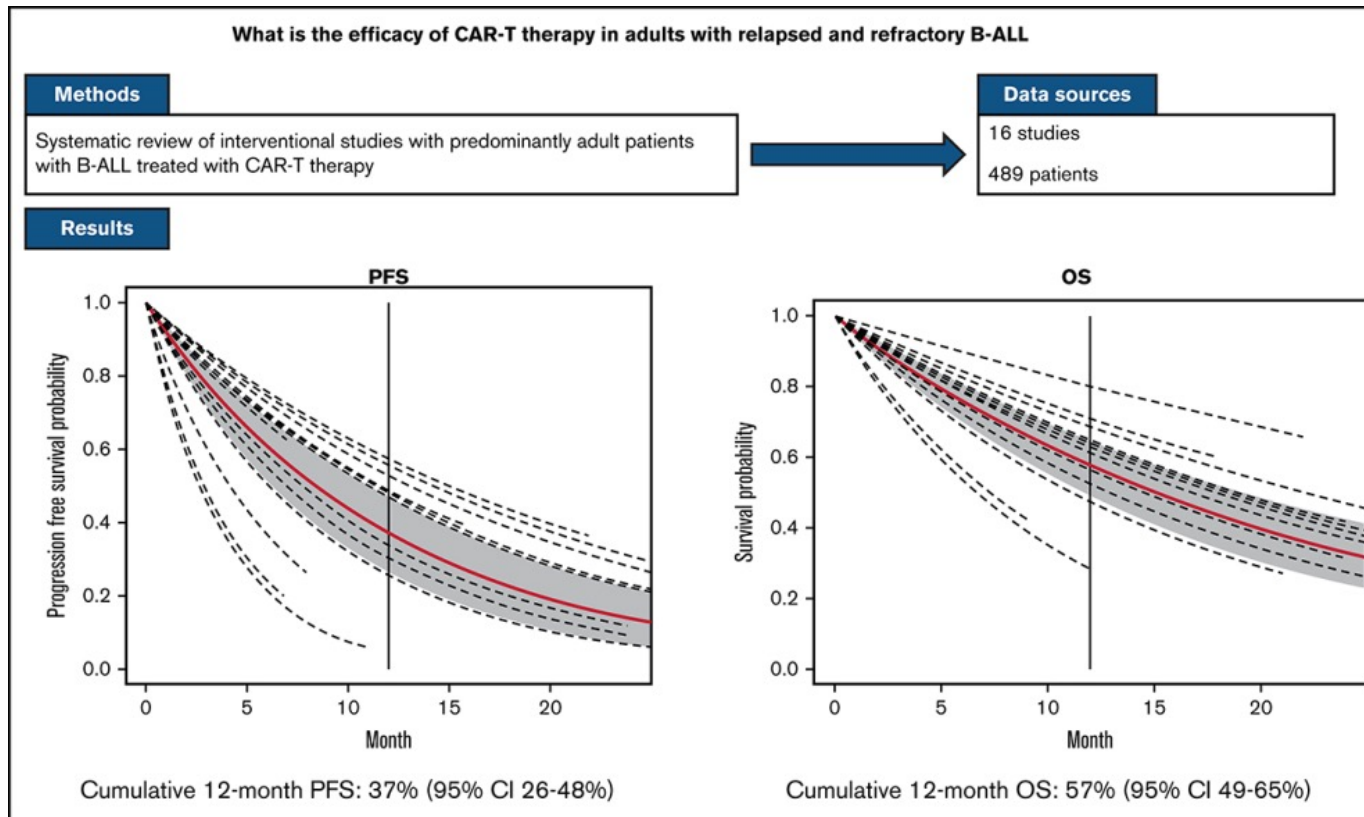 What is the efficacy of CAR-T therapy in adults with relapsed and refractory B-ALL
Methods
Systematic review of interventional studies with predominantly adult patients
with B-ALL treated with CAR-T therapy
Data sources
16 studies
489 patients
Results
PFS
1.0
0.8
0.6
0.4
0.2
0.0
Progression free survival probability
0 5 10 15 20
Month
Cumulative 12-month PFS: 37% (95% CI 26-48%)
OS
1.0
0.8
0.6
0.4
0.2
0.0
Survival probability
0 5 10 15 20
Month
Cumulative 12-month OS: 57% (95% CI 49-65%)